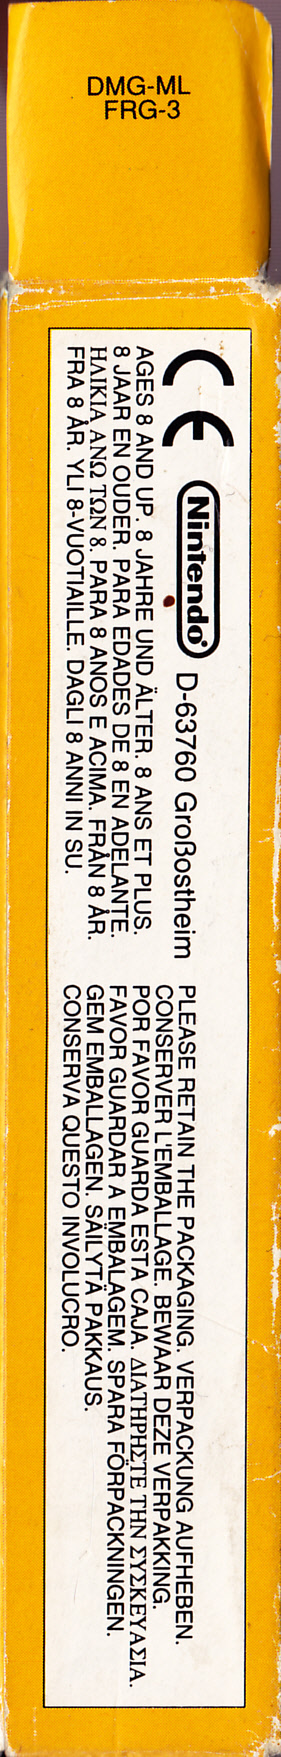 DMG-ML
FRG-3
CE Nintendo® D-63760 Großostheim
AGES 8 AND UP. 8 JAHRE UND ÄLTER. 8 ANS ET PLUS.
8 JAAR EN OUDER. PARA EDADES DE 8 EN ADELANTE.
ΗΛΙΚΙΑ ΑΝΩ ΤΩΝ 8. PARA 8 ANOS E ACIMA. FRÅN 8 ÅR.
FRA 8 ÅR. YLI 8-VUOTIAILLE. DAGLI 8 ANNI IN SU.
PLEASE RETAIN THE PACKAGING. VERPACKUNG AUFHEBEN.
CONSERVER L'EMBALLAGE. BEWAAR DEZE VERPAKKING.
POR FAVOR GUARDA ESTA CAJA. ΔΙΑΤΗΡΗΣΤΕ ΤΗΝ ΣΥΣΚΕΥΑΣΙΑ.
FAVOR GUARDAR A EMBALAGEM. SPARA FÖRPACKNINGEN.
GEM EMBALLAGEN. SÄILYTÄ PAKKAUS.
CONSERVA QUESTO INVOLUCRO.